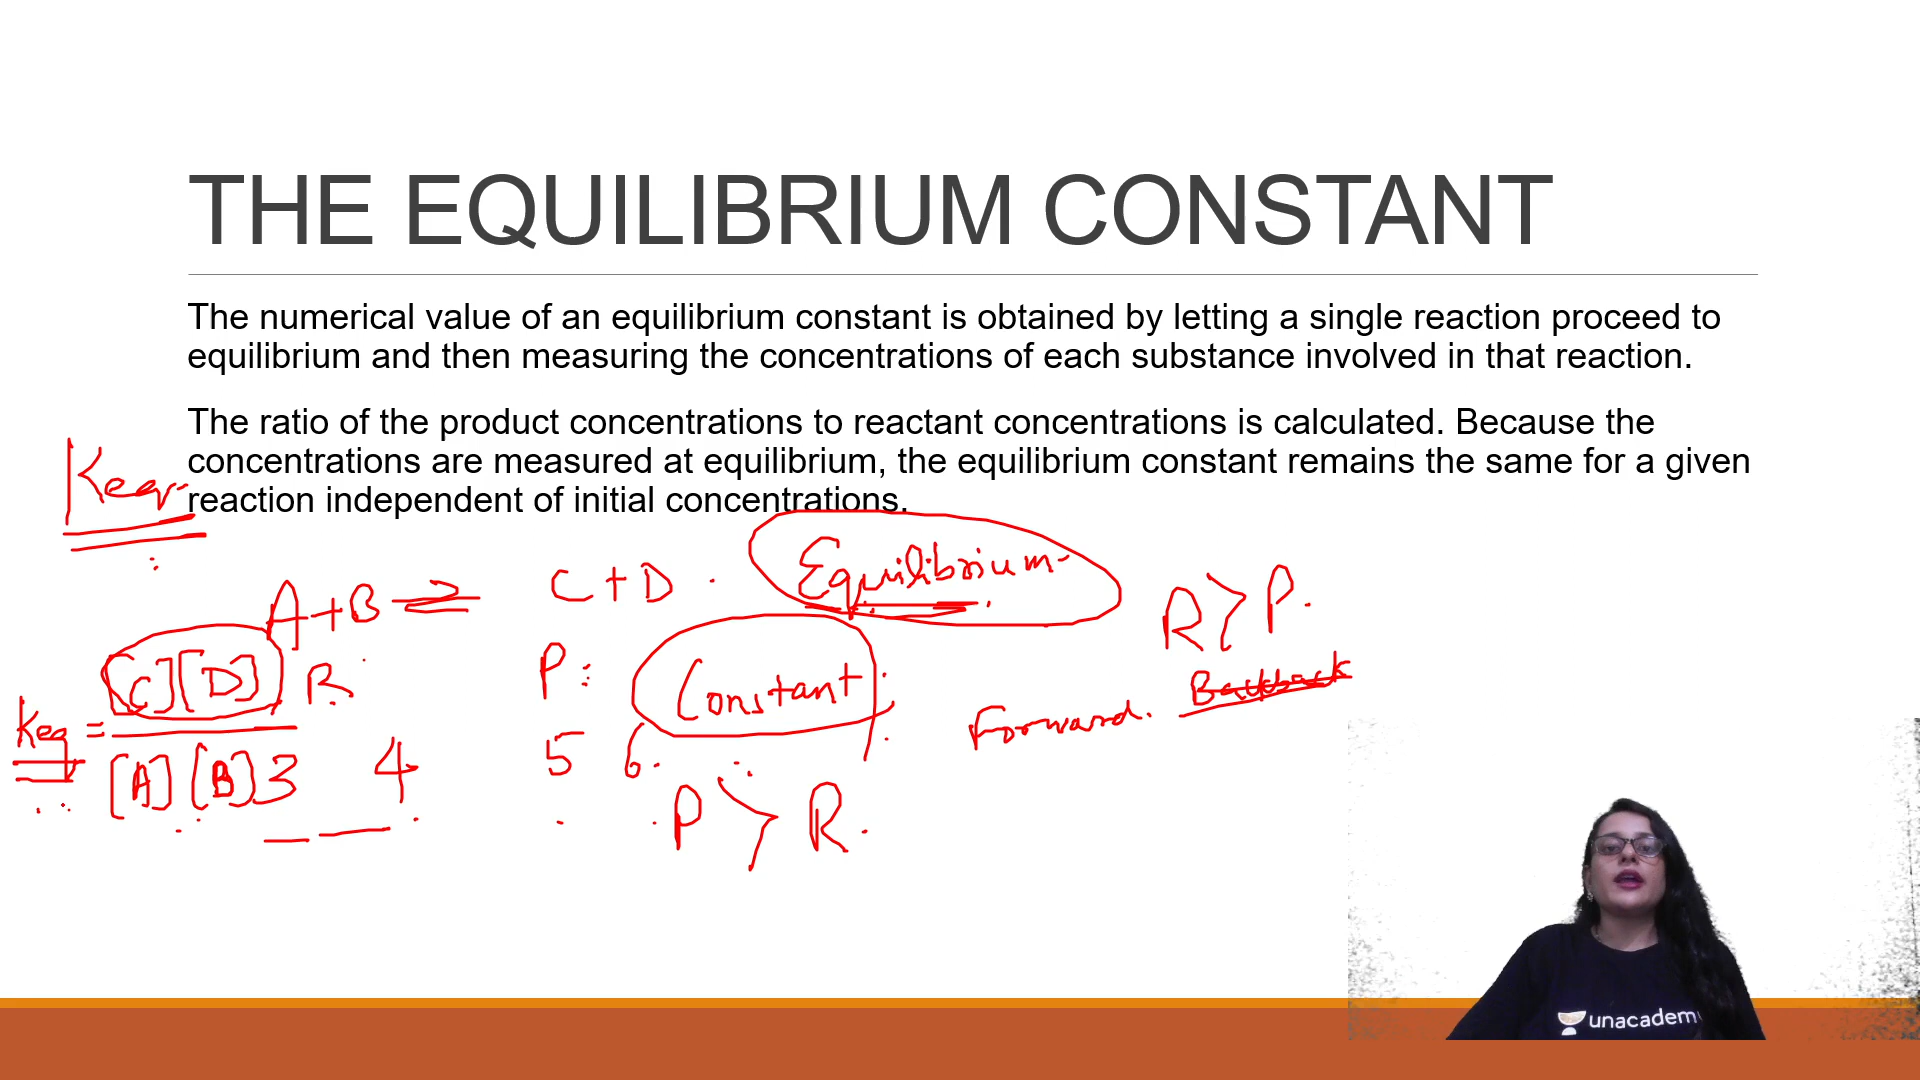 THE EQUILIBRIUM CONSTANT
The numerical value of an equilibrium constant is obtained by letting a single reaction proceed to
equilibrium and then measuring the concentrations of each substance involved in that reaction.
The ratio of the product concentrations to reactant concentrations is calculated. Because the
concentrations are measured at equilibrium, the equilibrium constant remains the same for a given
reaction independent of initial concentrations.
Keq
A+B ⇌ C+D. Equilibrium
R>P.
Keq = [C][D] / [A][B]
R P: Constant
Forward.
3 4 5 6.
P > R.
unacadem